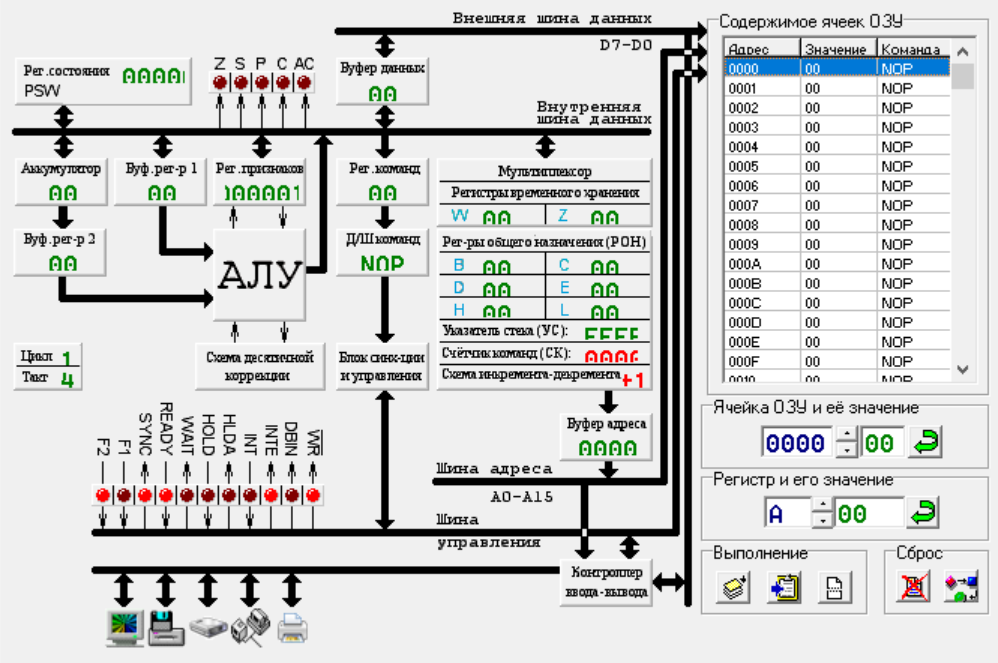 Внешняя шина данных
D7-D0
Рег.состояния
PSW
Z S P C AC
Буфер данных
00
Внутренняя
шина данных
Аккумулятор
00
Буф.рег-р 1
00
Рег.признаков
Рег.команд
00
Мультиплексор
Регистры временного хранения
W 00 Z 00
Буф.рег-р 2
00
АЛУ
Д/Ш команд
NOP
Рег-ры общего назначения (РОН)
B 00 C 00
D 00 E 00
H 00 L 00
Указатель стека (УС):
Счётчик команд (СК):
Схема инкремента-декремента +1
Цикл 1
Такт 4
Схема десятичной
коррекции
Блок синх-ции
и управления
Буфер адреса
0000
Шина адреса
A0-A15
F2 F1 SYNC READY WAIT HOLD HLDA INT INTE DBIN WR
Шина
управления
Контроллер
ввода-вывода
Содержимое ячеек ОЗУ
Адрес Значение Команда
0000 00 NOP
0001 00 NOP
0002 00 NOP
0003 00 NOP
0004 00 NOP
0005 00 NOP
0006 00 NOP
0007 00 NOP
0008 00 NOP
0009 00 NOP
000A 00 NOP
000B 00 NOP
000C 00 NOP
000D 00 NOP
000E 00 NOP
000F 00 NOP
0010 00 NOP
Ячейка ОЗУ и её значение
0000 00
Регистр и его значение
A 00
Выполнение
Сброс